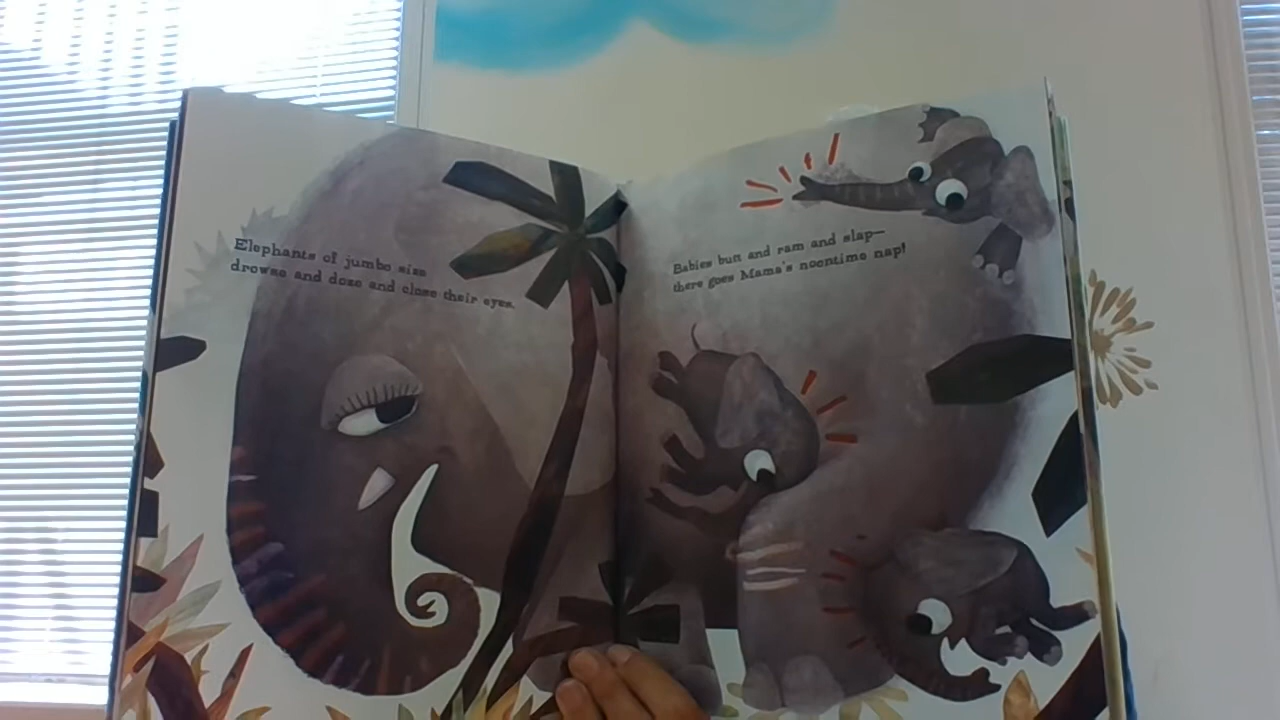 Elephants of jumbo size
drowse and doze and close their eyes.
Babies butt and ram and slap—
there goes Mama's noontime nap!